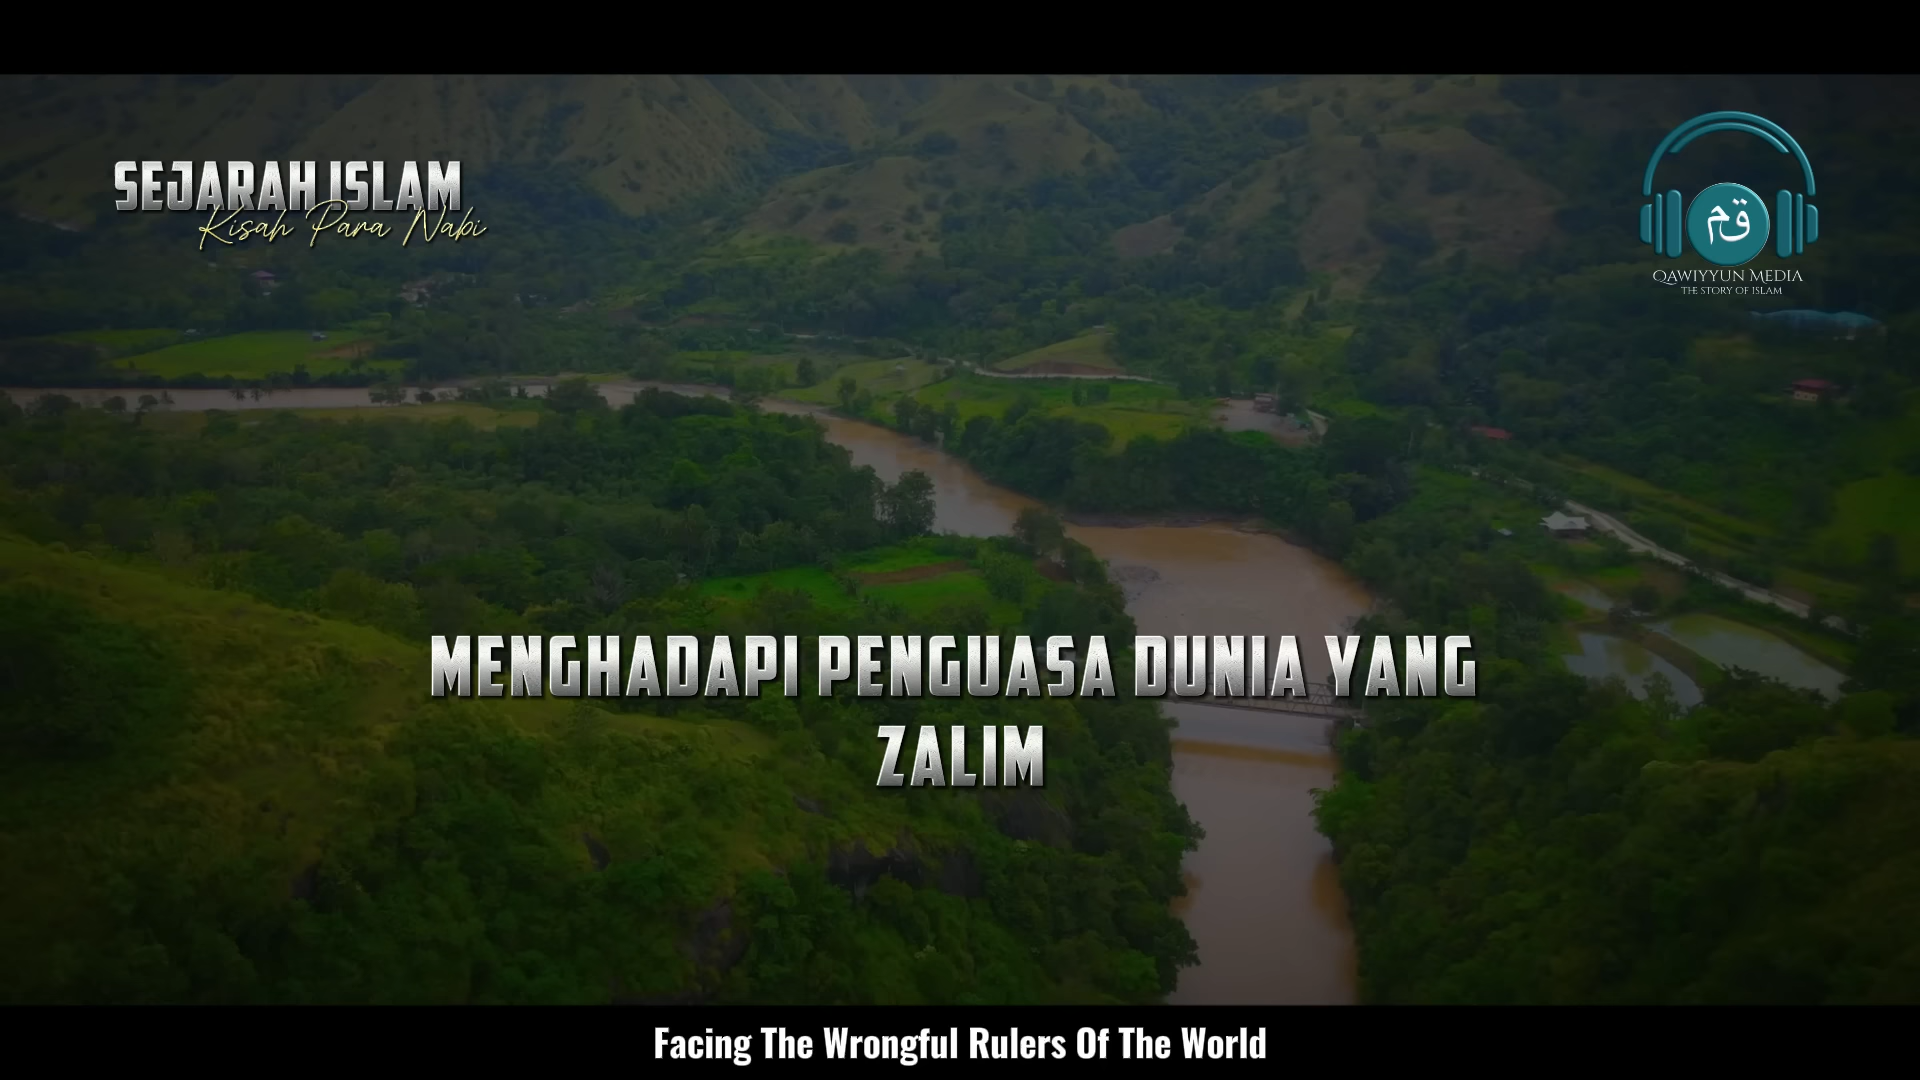 SEJARAH ISLAM
Kisah Para Nabi
قم
QAWIYYUN MEDIA
THE STORY OF ISLAM
MENGHADAPI PENGUASA DUNIA YANG
ZALIM
Facing The Wrongful Rulers Of The World